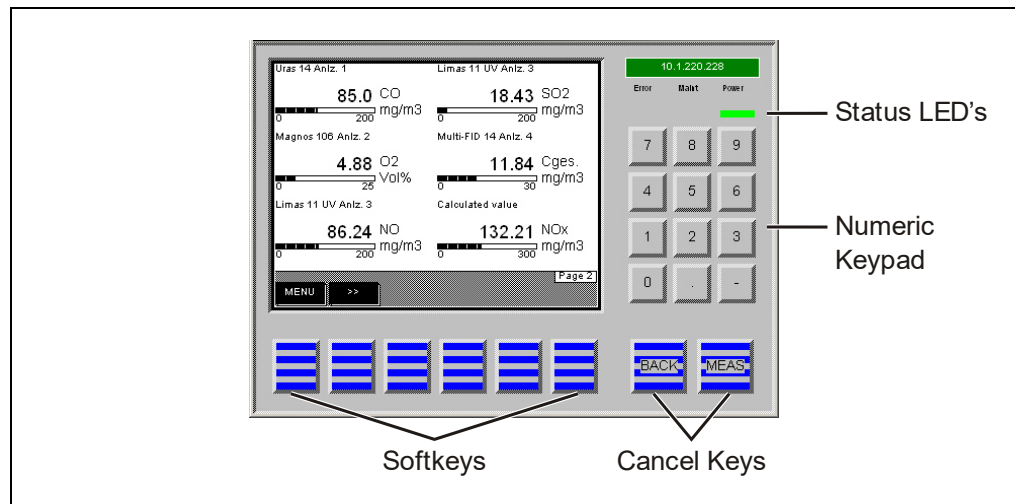 Uras 14 Anlz. 1
85.0 CO
mg/m3
0 200
Limas 11 UV Anlz. 3
18.43 SO2
mg/m3
0 200
Magnos 106 Anlz. 2
4.88 O2
Vol%
0 25
Multi-FID 14 Anlz. 4
11.84 Cges.
mg/m3
0 30
Limas 11 UV Anlz. 3
86.24 NO
mg/m3
0 200
Calculated value
132.21 NOx
mg/m3
0 300
Page 2
MENU >>
10.1.220.228
Error Maint Power
Status LED's
7 8 9
4 5 6
1 2 3
0 . -
Numeric
Keypad
BACK MEAS
Softkeys
Cancel Keys